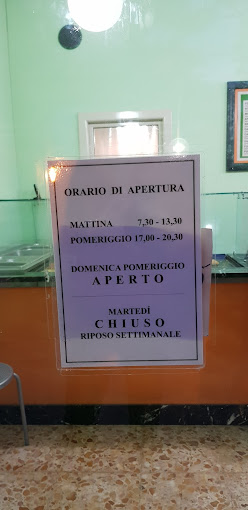 ORARIO DI APERTURA
MATTINA 7,30 - 13,30
POMERIGGIO 17,00 - 20,30
DOMENICA POMERIGGIO
APERTO
MARTEDÌ
CHIUSO
RIPOSO SETTIMANALE